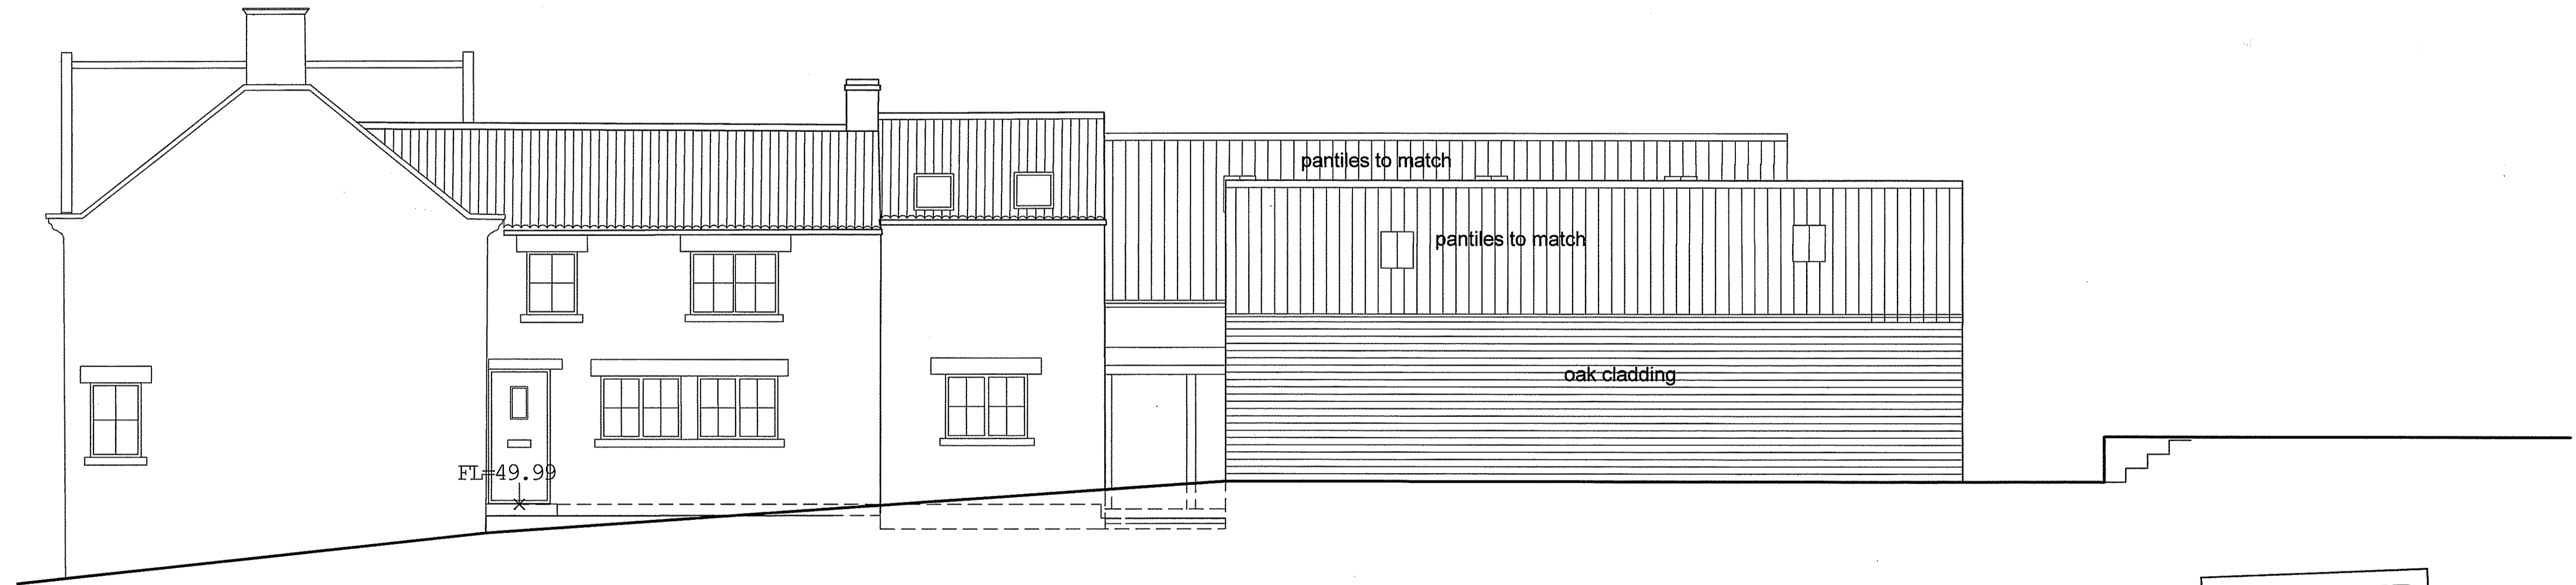 pantiles to match
pantiles to match
oak cladding
FL=49.99